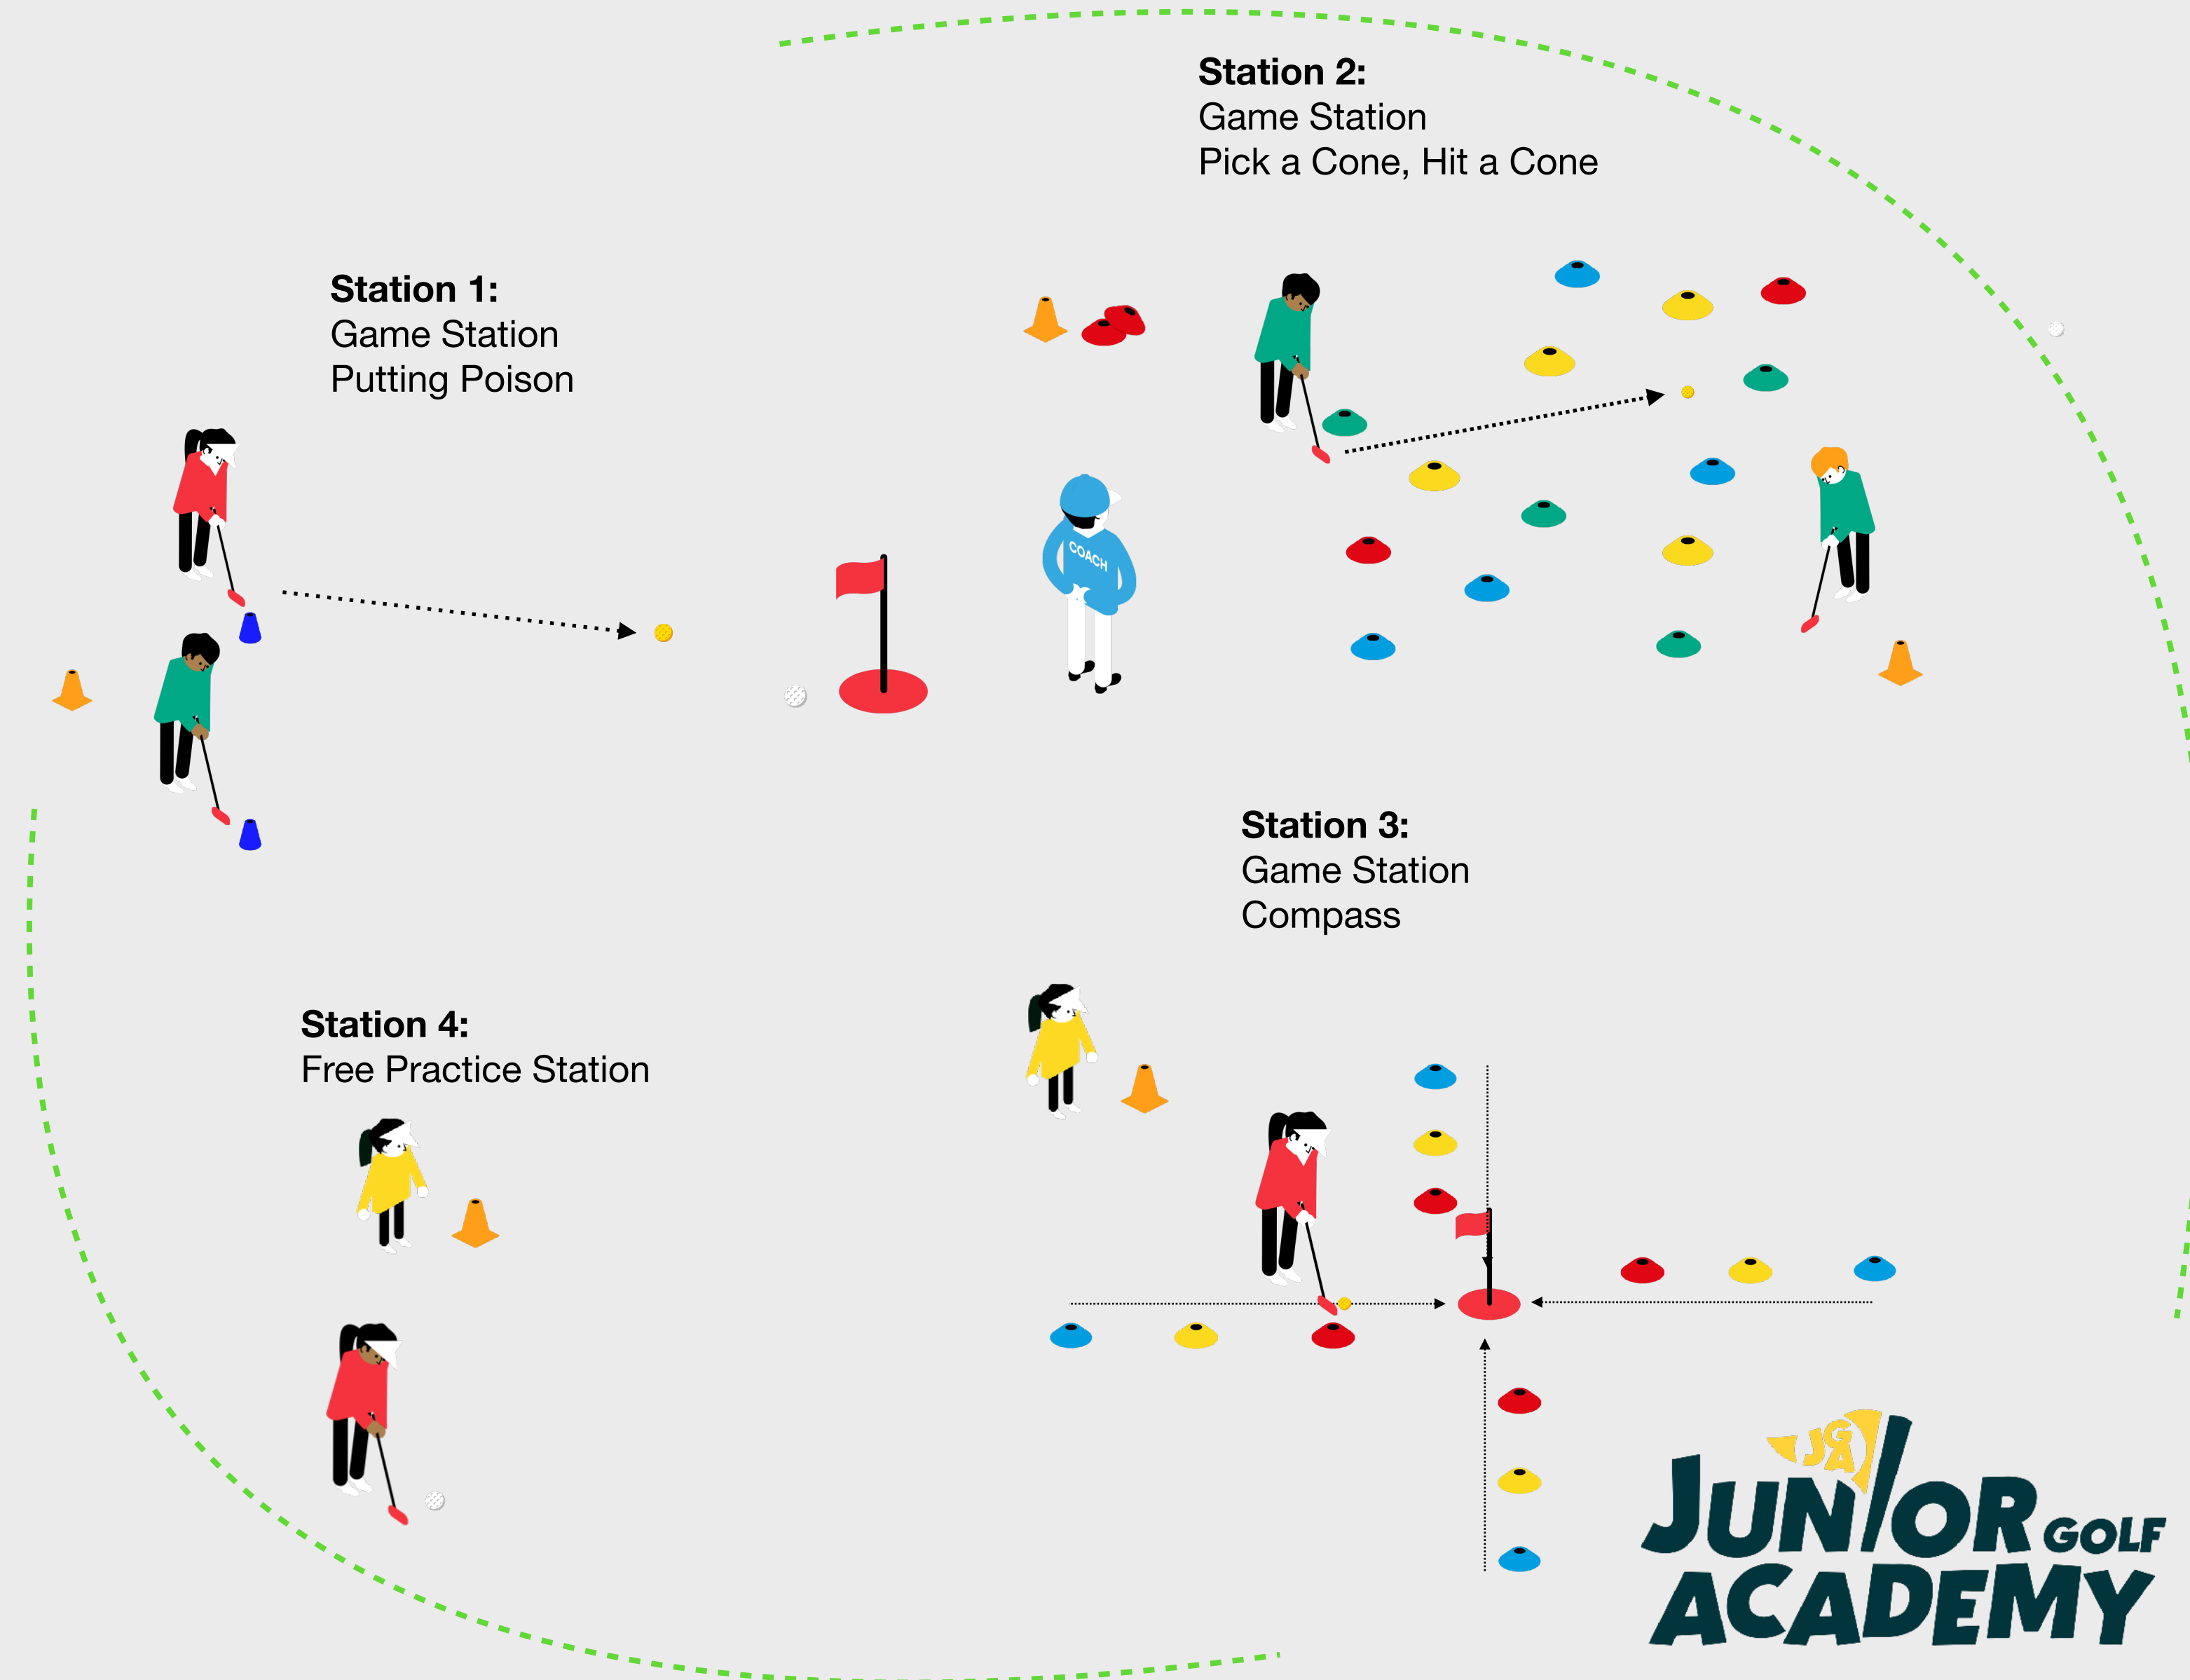 Station 2:
Game Station
Pick a Cone, Hit a Cone
Station 1:
Game Station
Putting Poison
COACH
Station 3:
Game Station
Compass
Station 4:
Free Practice Station
JGA
JUNIOR GOLF
ACADEMY